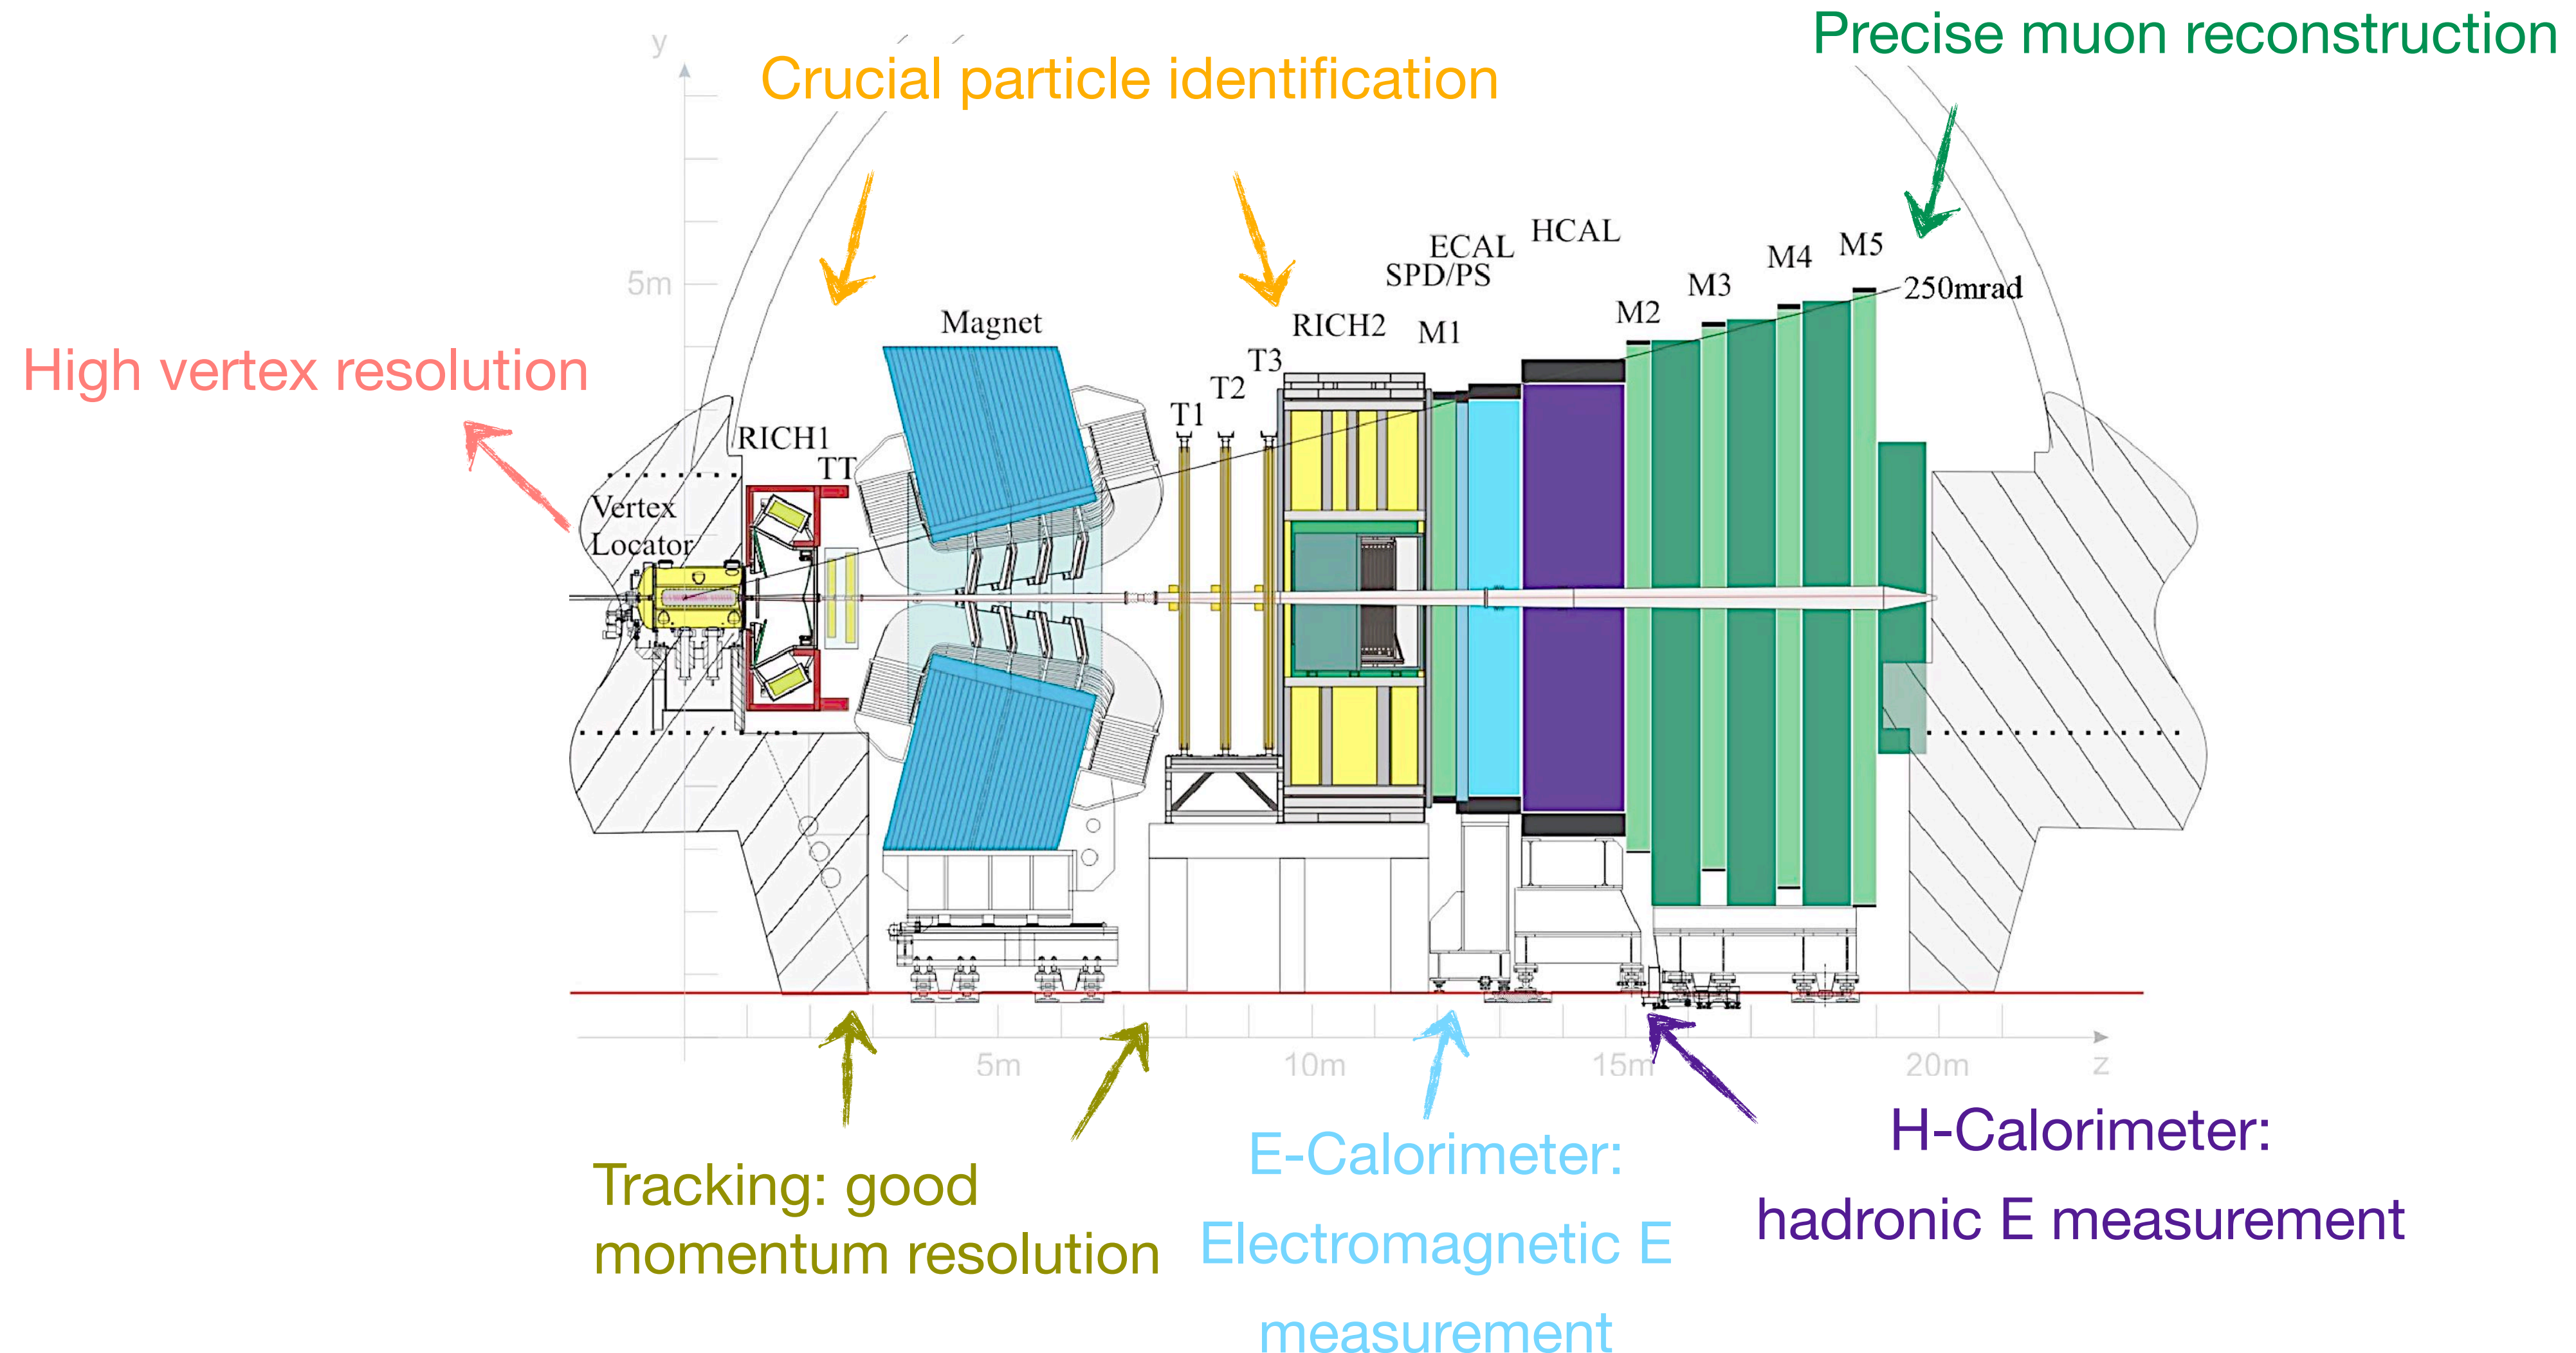 Precise muon reconstruction
y
Crucial particle identification
HCAL
ECAL
M5
M4
SPD/PS
5m
M3
250mrad
M2
Magnet
RICH2
M1
High vertex resolution
T3
T2
T1
RICH1
TT
Vertex
Locator
5m
10m
15m
20m
z
H-Calorimeter:
hadronic E measurement
E-Calorimeter:
Electromagnetic E
measurement
Tracking: good
momentum resolution